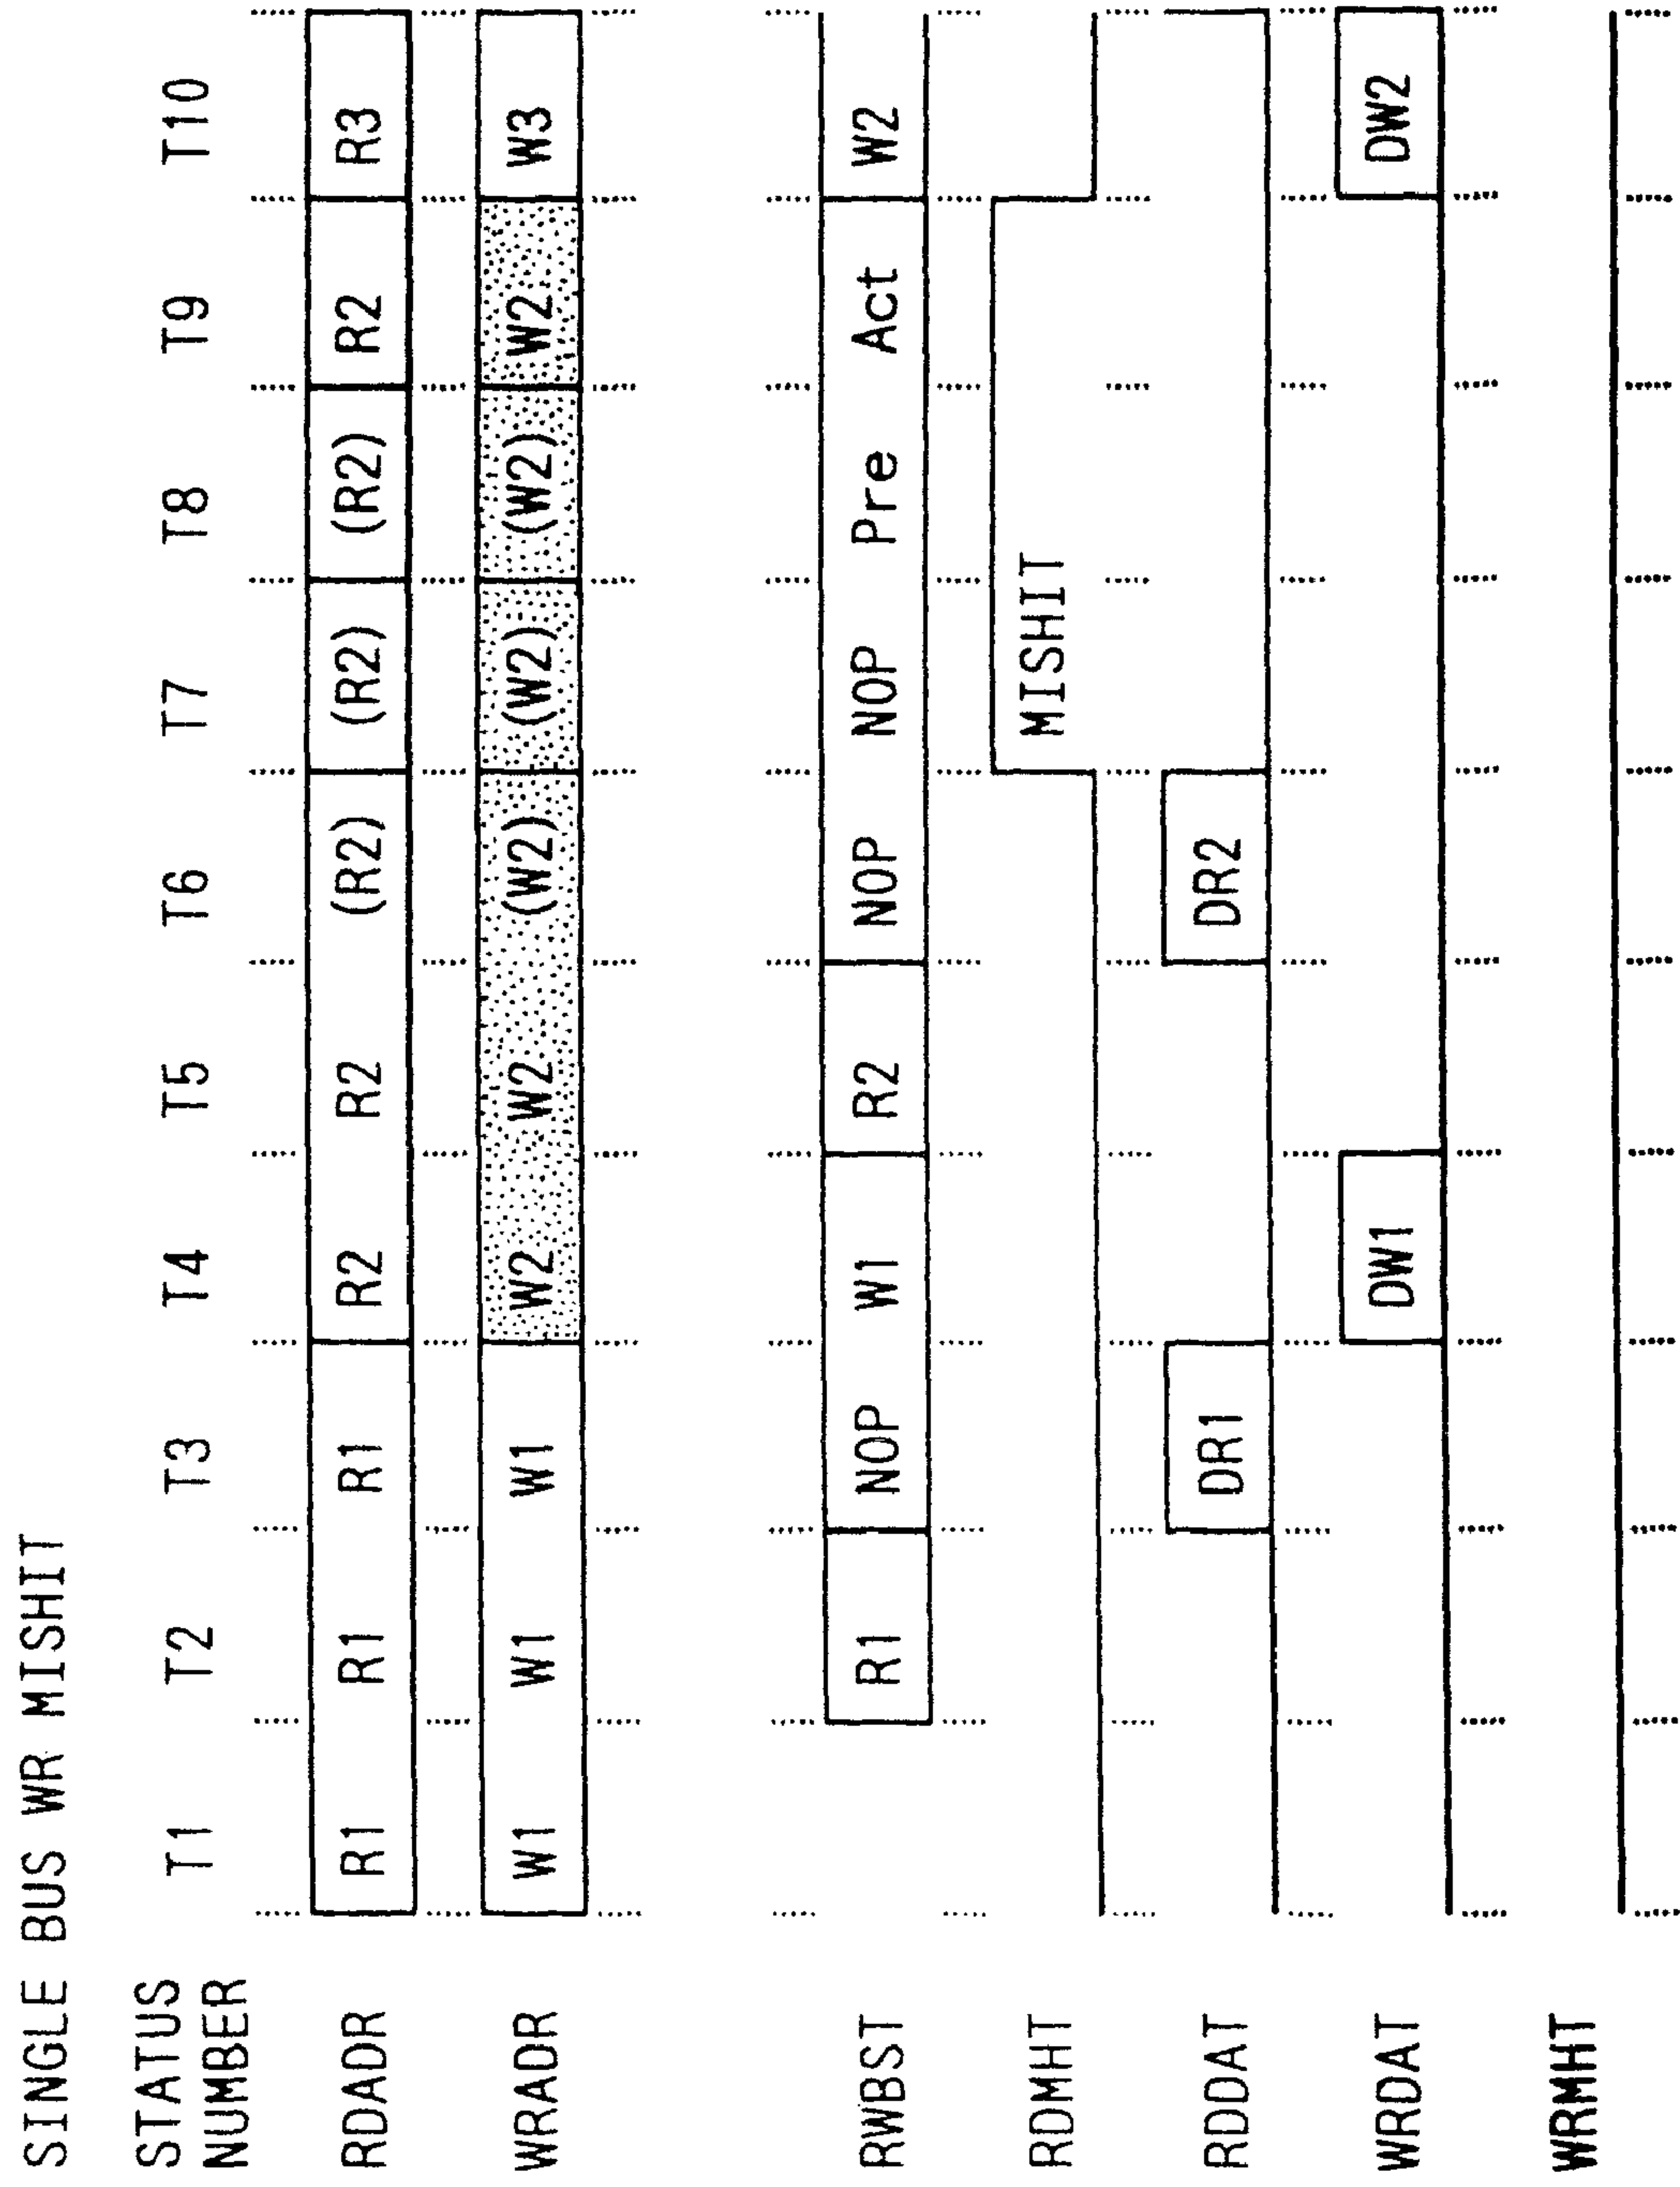 SINGLE BUS WR MISHIT
STATUS NUMBER T1 T2 T3 T4 T5 T6 T7 T8 T9 T10
RDADR R1 R1 R1 R2 R2 (R2) (R2) (R2) R2 R3
WRADR W1 W1 W1 W2 W2 (W2) (W2) (W2) W2 W3
RWBST R1 NOP W1 R2 NOP NOP Pre Act W2
RDMHT MISHIT
RDDAT DR1 DR2
WRDAT DW1 DW2
WRMHT